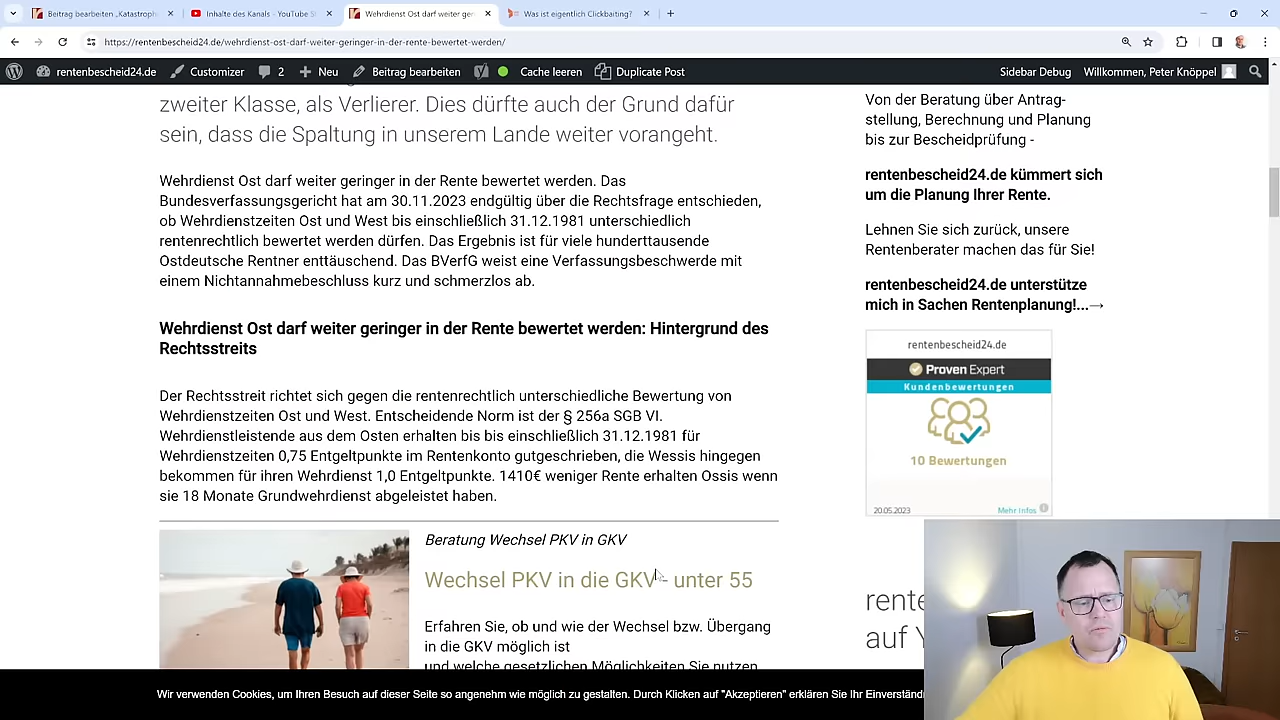 Beitrag bearbeiten „Katastroph
Inhalte des Kanals - YouTube S
Wehrdienst Ost darf weiter ger
Was ist eigentlich Clickbaiting?
https://rentenbescheid24.de/wehrdienst-ost-darf-weiter-geringer-in-der-rente-bewertet-werden/
rentenbescheid24.de Customizer 2 + Neu Beitrag bearbeiten Cache leeren Duplicate Post Sidebar Debug Willkommen, Peter Knöppel
zweiter Klasse, als Verlierer. Dies dürfte auch der Grund dafür
sein, dass die Spaltung in unserem Lande weiter vorangeht.
Wehrdienst Ost darf weiter geringer in der Rente bewertet werden. Das
Bundesverfassungsgericht hat am 30.11.2023 endgültig über die Rechtsfrage entschieden,
ob Wehrdienstzeiten Ost und West bis einschließlich 31.12.1981 unterschiedlich
rentenrechtlich bewertet werden dürfen. Das Ergebnis ist für viele hunderttausende
Ostdeutsche Rentner enttäuschend. Das BVerfG weist eine Verfassungsbeschwerde mit
einem Nichtannahmebeschluss kurz und schmerzlos ab.
Wehrdienst Ost darf weiter geringer in der Rente bewertet werden: Hintergrund des
Rechtsstreits
Der Rechtsstreit richtet sich gegen die rentenrechtlich unterschiedliche Bewertung von
Wehrdienstzeiten Ost und West. Entscheidende Norm ist der § 256a SGB VI.
Wehrdienstleistende aus dem Osten erhalten bis bis einschließlich 31.12.1981 für
Wehrdienstzeiten 0,75 Entgeltpunkte im Rentenkonto gutgeschrieben, die Wessis hingegen
bekommen für ihren Wehrdienst 1,0 Entgeltpunkte. 1410€ weniger Rente erhalten Ossis wenn
sie 18 Monate Grundwehrdienst abgeleistet haben.
Beratung Wechsel PKV in GKV
Wechsel PKV in die GKV - unter 55
Erfahren Sie, ob und wie der Wechsel bzw. Übergang
in die GKV möglich ist
und welche gesetzlichen Möglichkeiten Sie nutzen
Von der Beratung über Antrag-
stellung, Berechnung und Planung
bis zur Bescheidprüfung -
rentenbescheid24.de kümmert sich
um die Planung Ihrer Rente.
Lehnen Sie sich zurück, unsere
Rentenberater machen das für Sie!
rentenbescheid24.de unterstütze
mich in Sachen Rentenplanung!...→
rentenbescheid24.de
Proven Expert
Kundenbewertungen
10 Bewertungen
20.05.2023 Mehr Infos
rente
auf Y
Wir verwenden Cookies, um Ihren Besuch auf dieser Seite so angenehm wie möglich zu gestalten. Durch Klicken auf "Akzeptieren" erklären Sie Ihr Einverständn